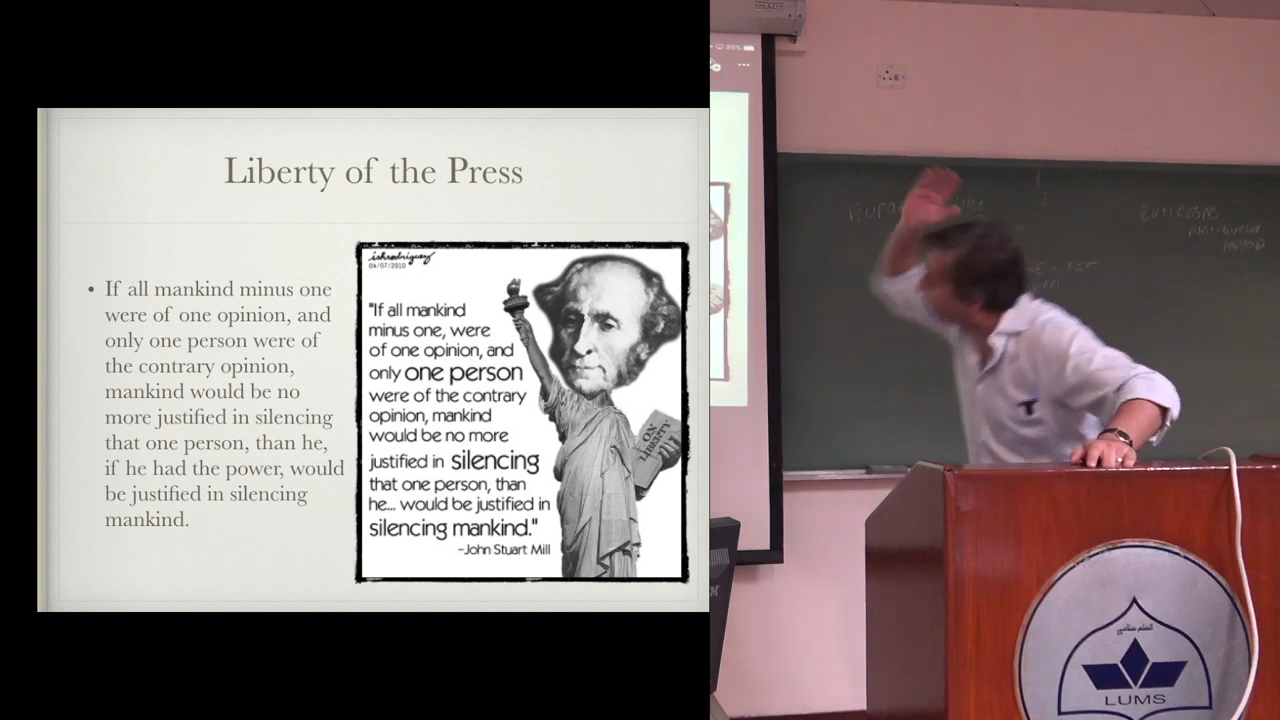 Liberty of the Press
• If all mankind minus one
were of one opinion, and
only one person were of
the contrary opinion,
mankind would be no
more justified in silencing
that one person, than he,
if he had the power, would
be justified in silencing
mankind.
ishrodriguez
04/07/2010
"If all mankind
minus one, were
of one opinion, and
only one person
were of the contrary
opinion, mankind
would be no more
justified in silencing
that one person, than
he... would be justified in
silencing mankind."
-John Stuart Mill
ON
LIBERTY
LUMS